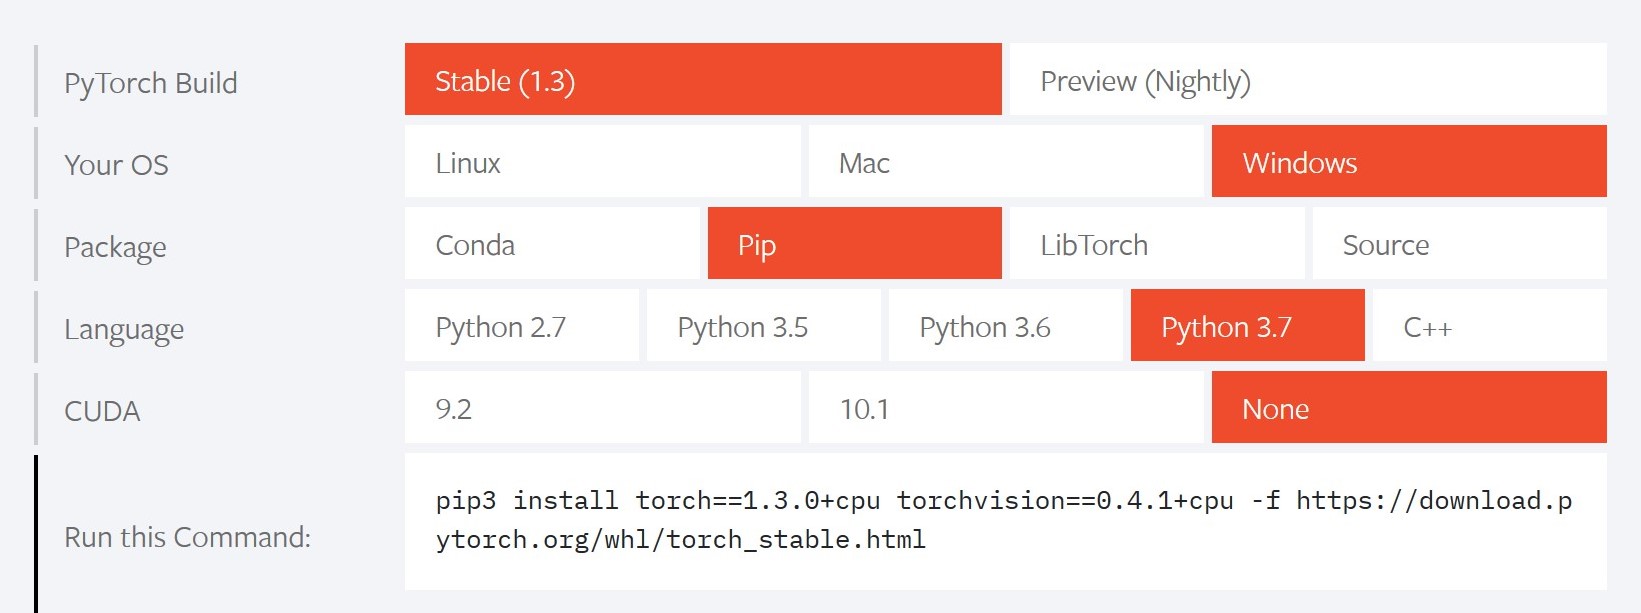 PyTorch Build
Stable (1.3)
Preview (Nightly)
Your OS
Linux
Mac
Windows
Package
Conda
Pip
LibTorch
Source
Language
Python 2.7
Python 3.5
Python 3.6
Python 3.7
C++
CUDA
9.2
10.1
None
Run this Command:
pip3 install torch==1.3.0+cpu torchvision==0.4.1+cpu -f https://download.p
ytorch.org/whl/torch_stable.html